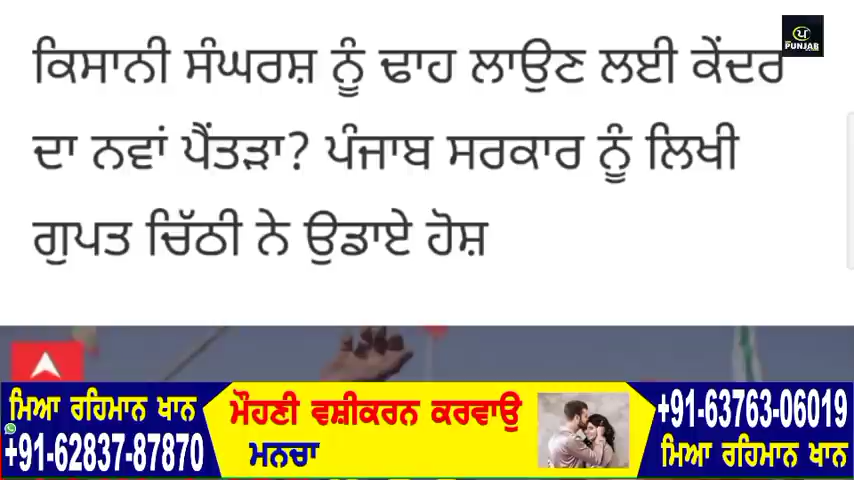 ਪ
PUNJAB
ਕਿਸਾਨੀ ਸੰਘਰਸ਼ ਨੂੰ ਢਾਹ ਲਾਉਣ ਲਈ ਕੇਂਦਰ
ਦਾ ਨਵਾਂ ਪੈਂਤੜਾ? ਪੰਜਾਬ ਸਰਕਾਰ ਨੂੰ ਲਿਖੀ
ਗੁਪਤ ਚਿੱਠੀ ਨੇ ਉਡਾਏ ਹੋਸ਼
ਮਿਆ ਰਹਿਮਾਨ ਖਾਨ
+91-62837-87870
ਮੌਹਣੀ ਵਸ਼ੀਕਰਨ ਕਰਵਾਉ
ਮਨਚਾ
+91-63763-06019
ਮਿਆ ਰਹਿਮਾਨ ਖਾਨ